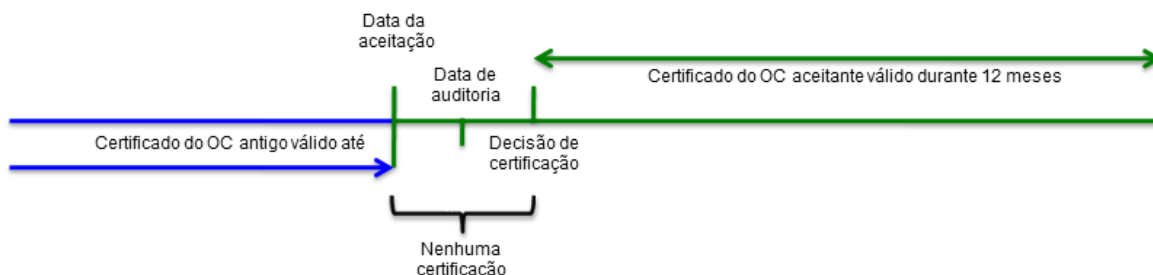 Data da
aceitação
Data de
auditoria
Certificado do OC aceitante válido durante 12 meses
Certificado do OC antigo válido até
Decisão de
certificação
Nenhuma
certificação